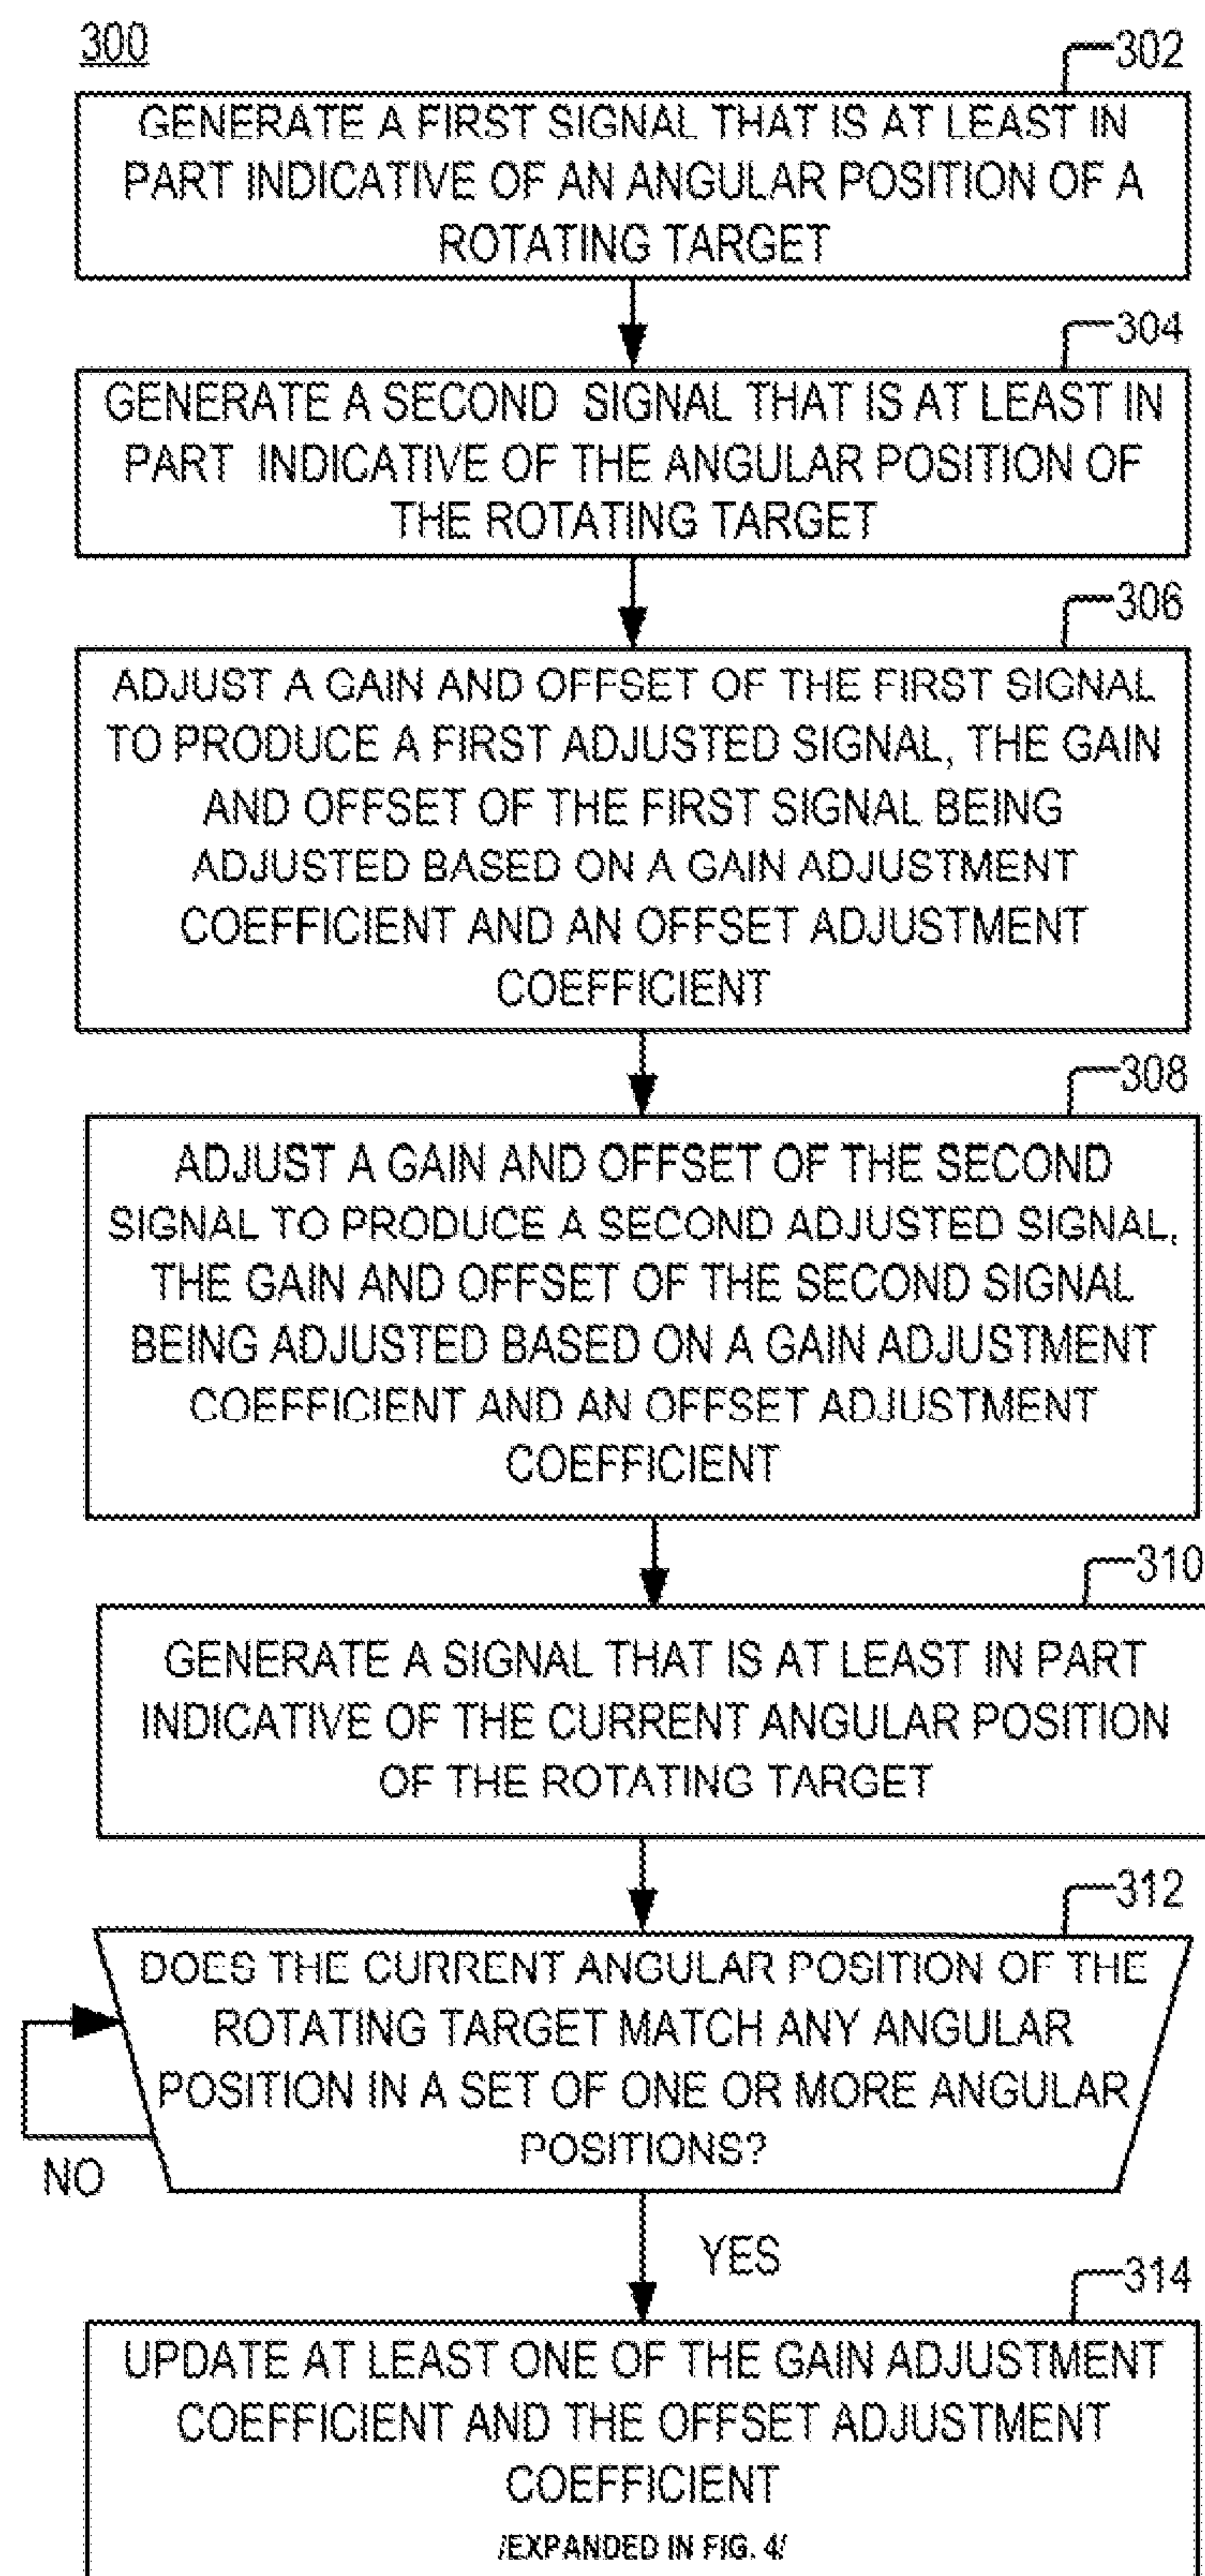 300
302
GENERATE A FIRST SIGNAL THAT IS AT LEAST IN
PART INDICATIVE OF AN ANGULAR POSITION OF A
ROTATING TARGET
304
GENERATE A SECOND SIGNAL THAT IS AT LEAST IN
PART INDICATIVE OF THE ANGULAR POSITION OF
THE ROTATING TARGET
306
ADJUST A GAIN AND OFFSET OF THE FIRST SIGNAL
TO PRODUCE A FIRST ADJUSTED SIGNAL, THE GAIN
AND OFFSET OF THE FIRST SIGNAL BEING
ADJUSTED BASED ON A GAIN ADJUSTMENT
COEFFICIENT AND AN OFFSET ADJUSTMENT
COEFFICIENT
308
ADJUST A GAIN AND OFFSET OF THE SECOND
SIGNAL TO PRODUCE A SECOND ADJUSTED SIGNAL,
THE GAIN AND OFFSET OF THE SECOND SIGNAL
BEING ADJUSTED BASED ON A GAIN ADJUSTMENT
COEFFICIENT AND AN OFFSET ADJUSTMENT
COEFFICIENT
310
GENERATE A SIGNAL THAT IS AT LEAST IN PART
INDICATIVE OF THE CURRENT ANGULAR POSITION
OF THE ROTATING TARGET
312
DOES THE CURRENT ANGULAR POSITION OF THE
ROTATING TARGET MATCH ANY ANGULAR
POSITION IN A SET OF ONE OR MORE ANGULAR
POSITIONS?
NO
YES
314
UPDATE AT LEAST ONE OF THE GAIN ADJUSTMENT
COEFFICIENT AND THE OFFSET ADJUSTMENT
COEFFICIENT
/EXPANDED IN FIG. 4/